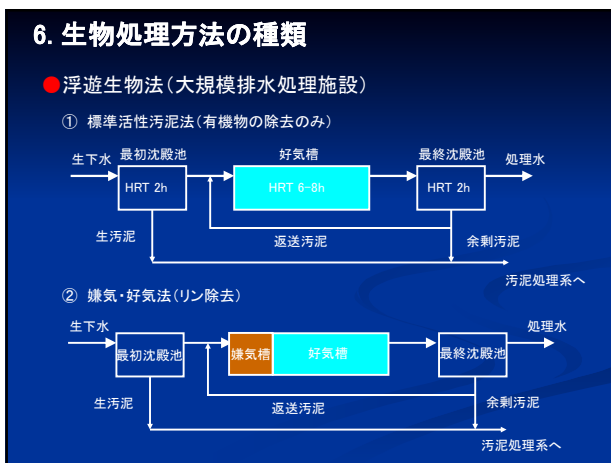 6. 生物処理方法の種類
●浮遊生物法(大規模排水処理施設)
① 標準活性汚泥法(有機物の除去のみ)
生下水
最初沈殿池
HRT 2h
好気槽
HRT 6-8h
最終沈殿池
HRT 2h
処理水
生汚泥
返送汚泥
余剰汚泥
汚泥処理系へ
② 嫌気・好気法(リン除去)
生下水
最初沈殿池
嫌気槽
好気槽
最終沈殿池
処理水
生汚泥
返送汚泥
余剰汚泥
汚泥処理系へ